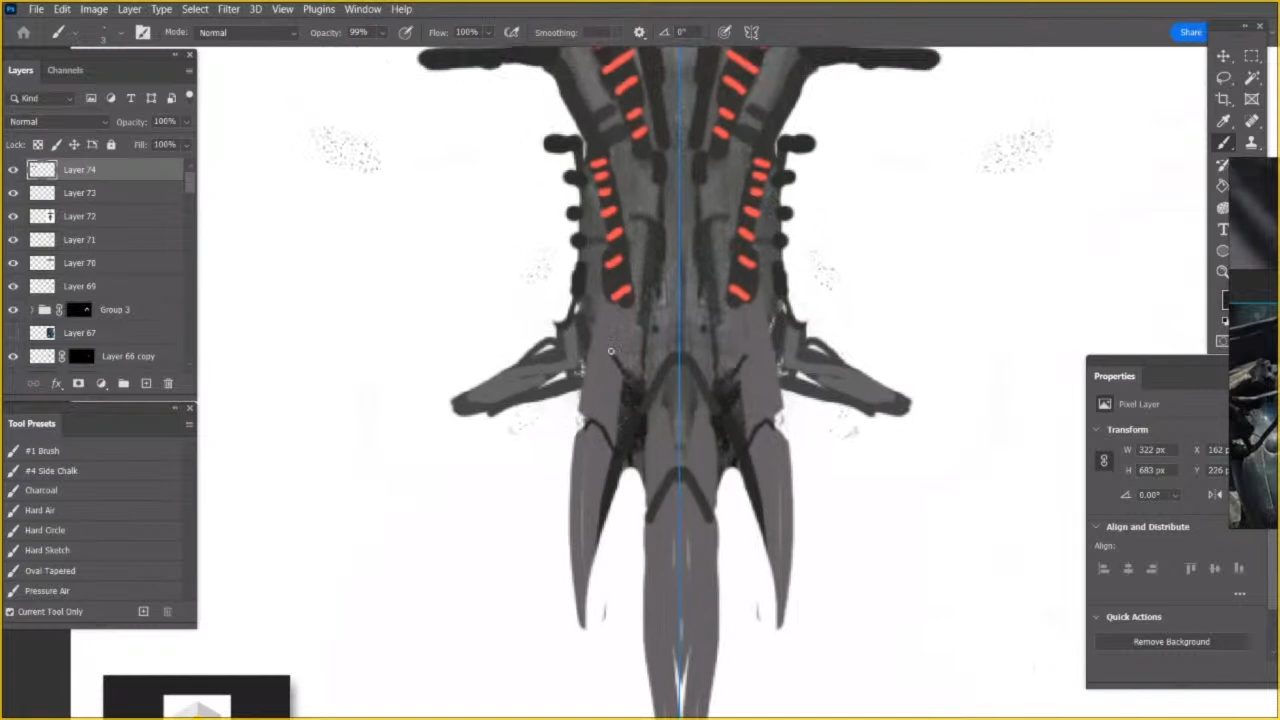 Ps File Edit Image Layer Type Select Filter 3D View Plugins Window Help
3 Mode: Normal Opacity: 99% Flow: 100% Smoothing: 0° Share
Layers Channels
Kind
Normal Opacity: 100%
Lock: Fill: 100%
Layer 74
Layer 73
Layer 72
Layer 71
Layer 70
Layer 69
Group 3
Layer 67
Layer 66 copy
fx
Tool Presets
#1 Brush
#4 Side Chalk
Charcoal
Hard Air
Hard Circle
Hard Sketch
Oval Tapered
Pressure Air
Current Tool Only
Properties
Pixel Layer
Transform
W 322 px X 162 p
H 683 px Y 226 p
0.00°
Align and Distribute
Align:
Quick Actions
Remove Background